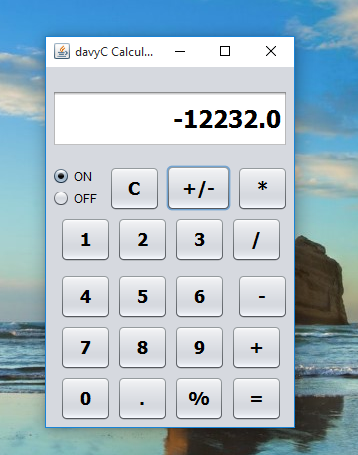 davyC Calcul...
-12232.0
ON
OFF
C +/- *
1 2 3 /
4 5 6 -
7 8 9 +
0 . % =